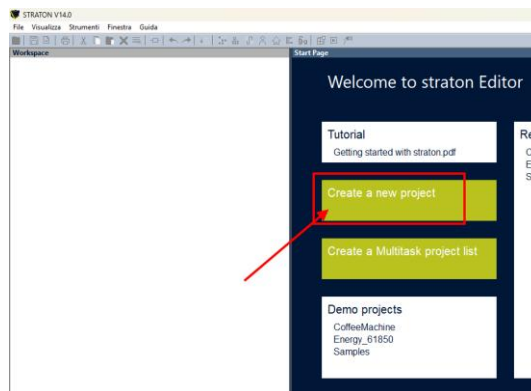 STRATON V14.0
File Visualizza Strumenti Finestra Guida
Workspace
Start Page
Welcome to straton Editor
Tutorial
Getting started with straton.pdf
Re
C
E
S
Create a new project
Create a Multitask project list
Demo projects
CoffeeMachine
Energy_61850
Samples